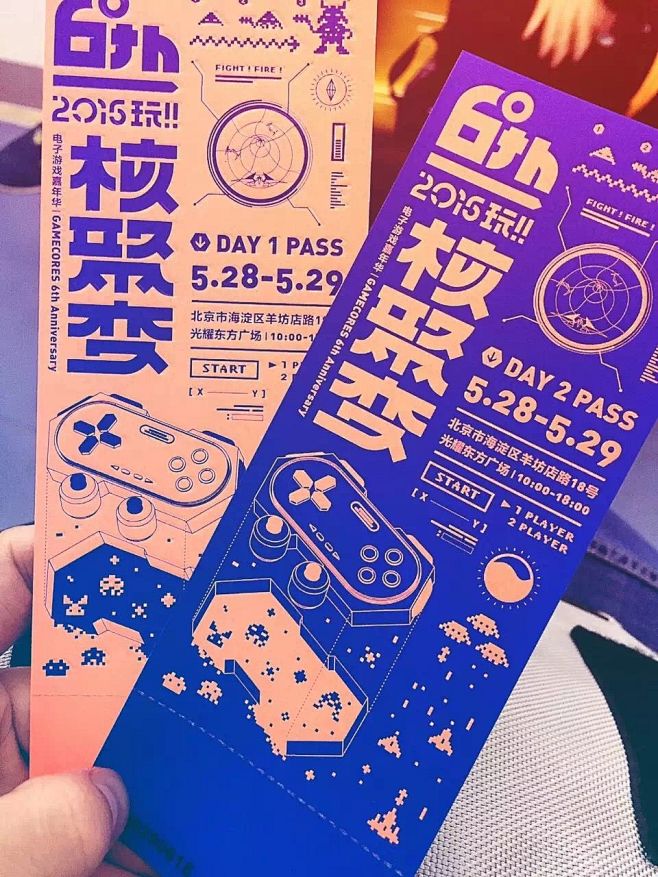 6th
2016玩!!
核聚变
电子游戏嘉年华 | GAMECORES 6th Anniversary
FIGHT! FIRE!
DAY 1 PASS
5.28-5.29
北京市海淀区羊坊店路
光耀东方广场 | 10:00-
START
[X Y]
6th
2016玩!!
核聚变
电子游戏嘉年华 | GAMECORES 6th Anniversary
1 2
FIGHT! FIRE!
DAY 2 PASS
5.28-5.29
北京市海淀区羊坊店路18号
光耀东方广场 | 10:00-18:00
START
1 PLAYER
2 PLAYER
[X Y]